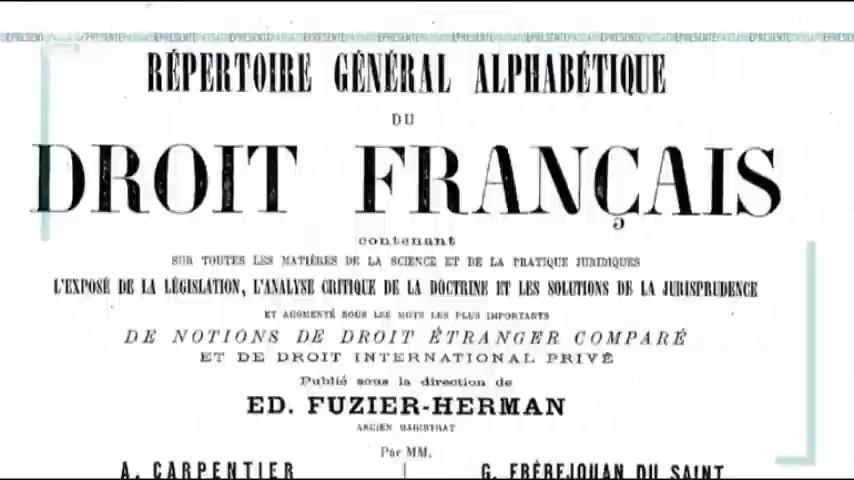 RÉPERTOIRE GÉNÉRAL ALPHABÉTIQUE
DU
DROIT FRANÇAIS
contenant
SUR TOUTES LES MATIÈRES DE LA SCIENCE ET DE LA PRATIQUE JURIDIQUES
L'EXPOSÉ DE LA LÉGISLATION, L'ANALYSE CRITIQUE DE LA DOCTRINE ET LES SOLUTIONS DE LA JURISPRUDENCE
ET AUGMENTÉ SOUS LES MOTS LES PLUS IMPORTANTS
DE NOTIONS DE DROIT ÉTRANGER COMPARÉ
ET DE DROIT INTERNATIONAL PRIVÉ
Publié sous la direction de
ED. FUZIER-HERMAN
ANCIEN MAGISTRAT
Par MM.
A. CARPENTIER
G. FRÈREJOUAN DU SAINT